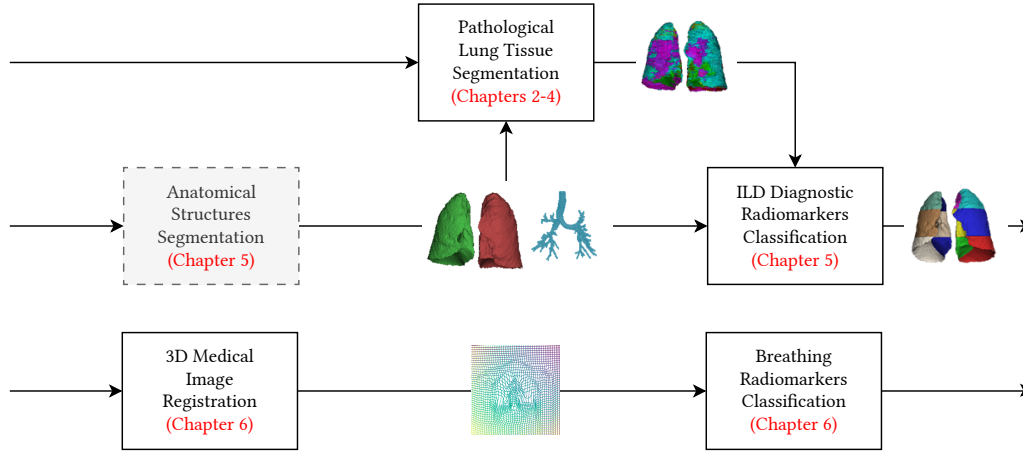 Pathological
Lung Tissue
Segmentation
(Chapters 2-4)
Anatomical
Structures
Segmentation
(Chapter 5)
ILD Diagnostic
Radiomarkers
Classification
(Chapter 5)
3D Medical
Image
Registration
(Chapter 6)
Breathing
Radiomarkers
Classification
(Chapter 6)